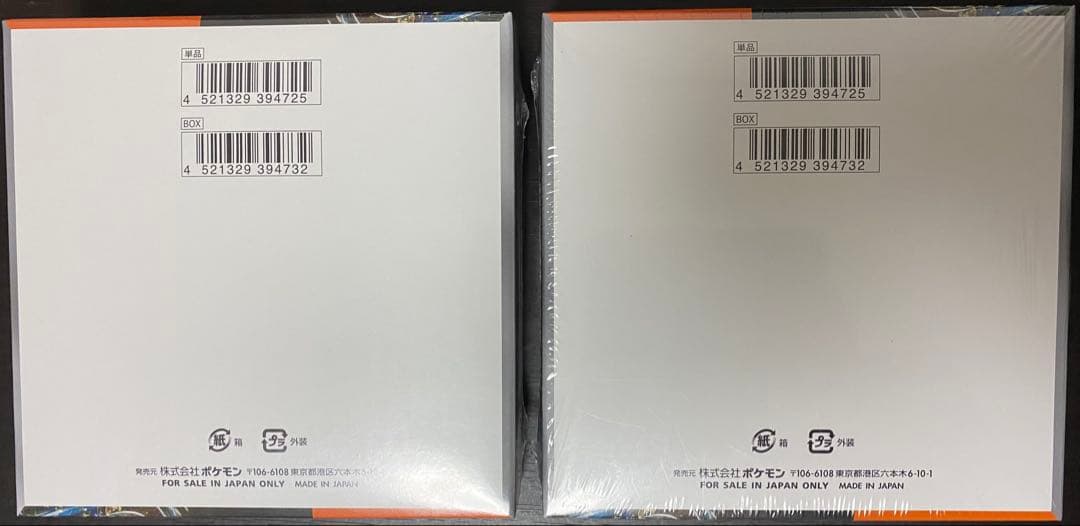 単品
4 521329 394725
BOX
4 521329 394732
紙 箱 プラ 外装
発売元 株式会社ポケモン 〒106-6108 東京都港区六本木6-
FOR SALE IN JAPAN ONLY MADE IN JAPAN
単品
4 521329 394725
BOX
4 521329 394732
紙 箱 プラ 外装
発売元 株式会社ポケモン 〒106-6108 東京都港区六本木6-10-1
FOR SALE IN JAPAN ONLY MADE IN JAPAN